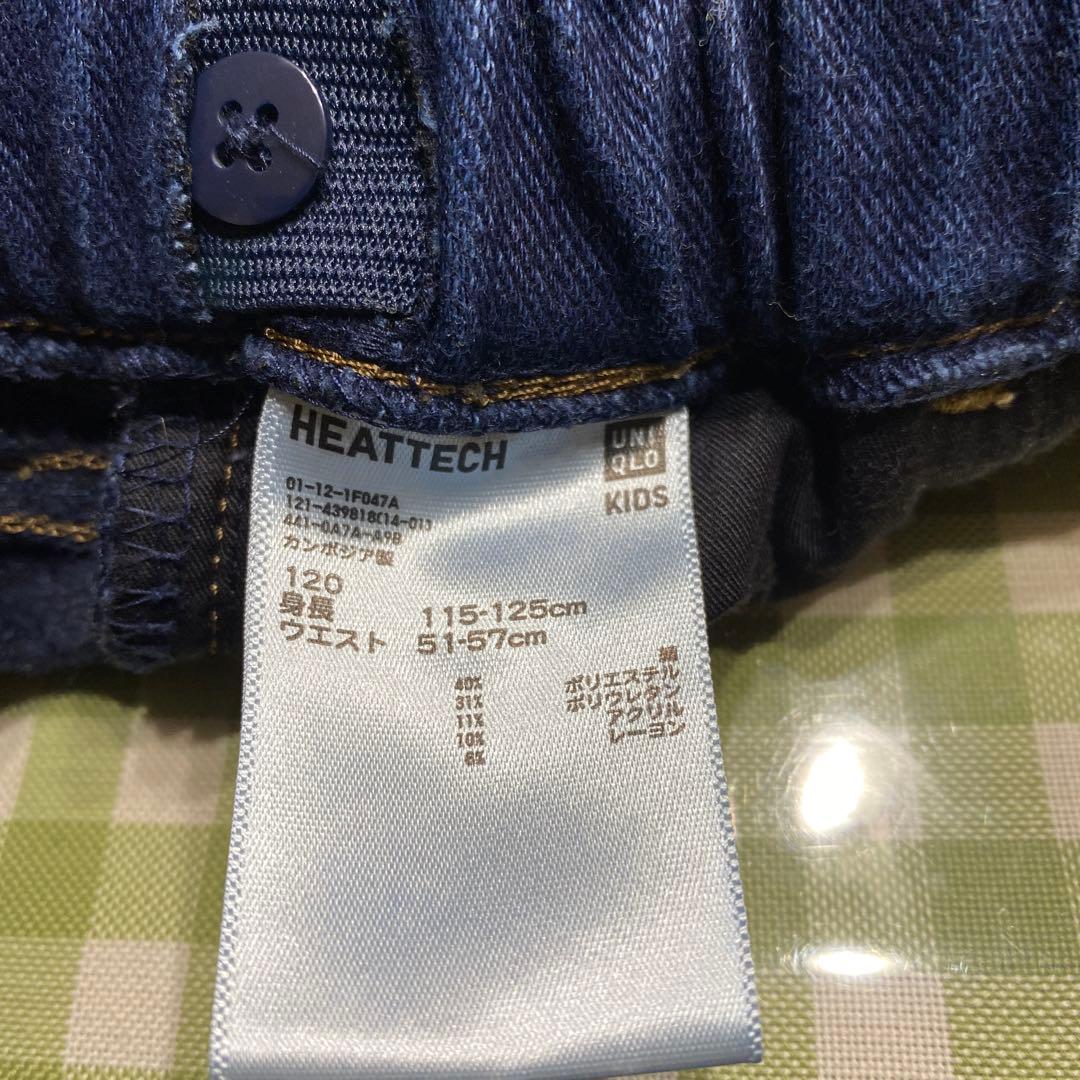 HEATTECH
UNI
QLO
KIDS
01-12-1F047A
121-439818(14-01)
441-0A7A-A9B
カンボジア製
120
身長 115-125cm
ウエスト 51-57cm
40% 綿
31% ポリエステル
11% ポリウレタン
10% アクリル
8% レーヨン